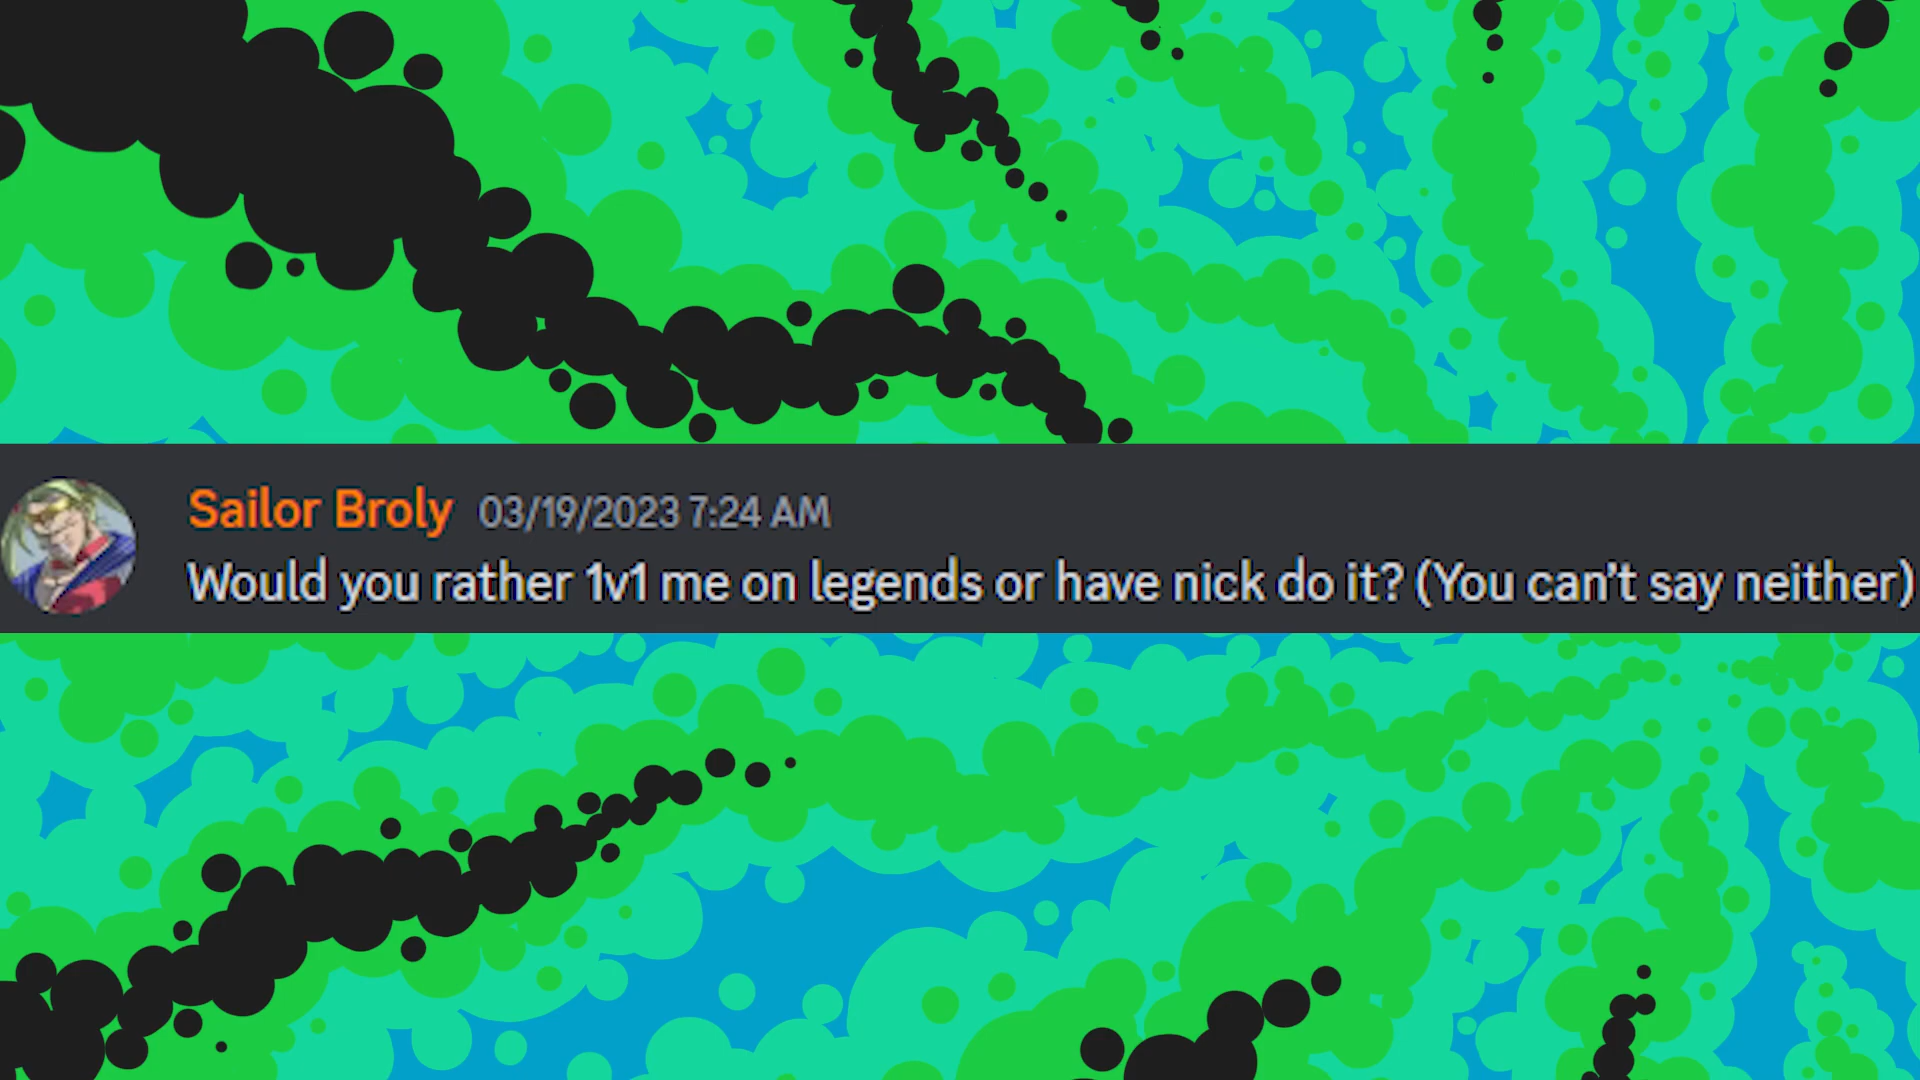 Sailor Broly 03/19/2023 7:24 AM
Would you rather 1v1 me on legends or have nick do it? (You can't say neither)